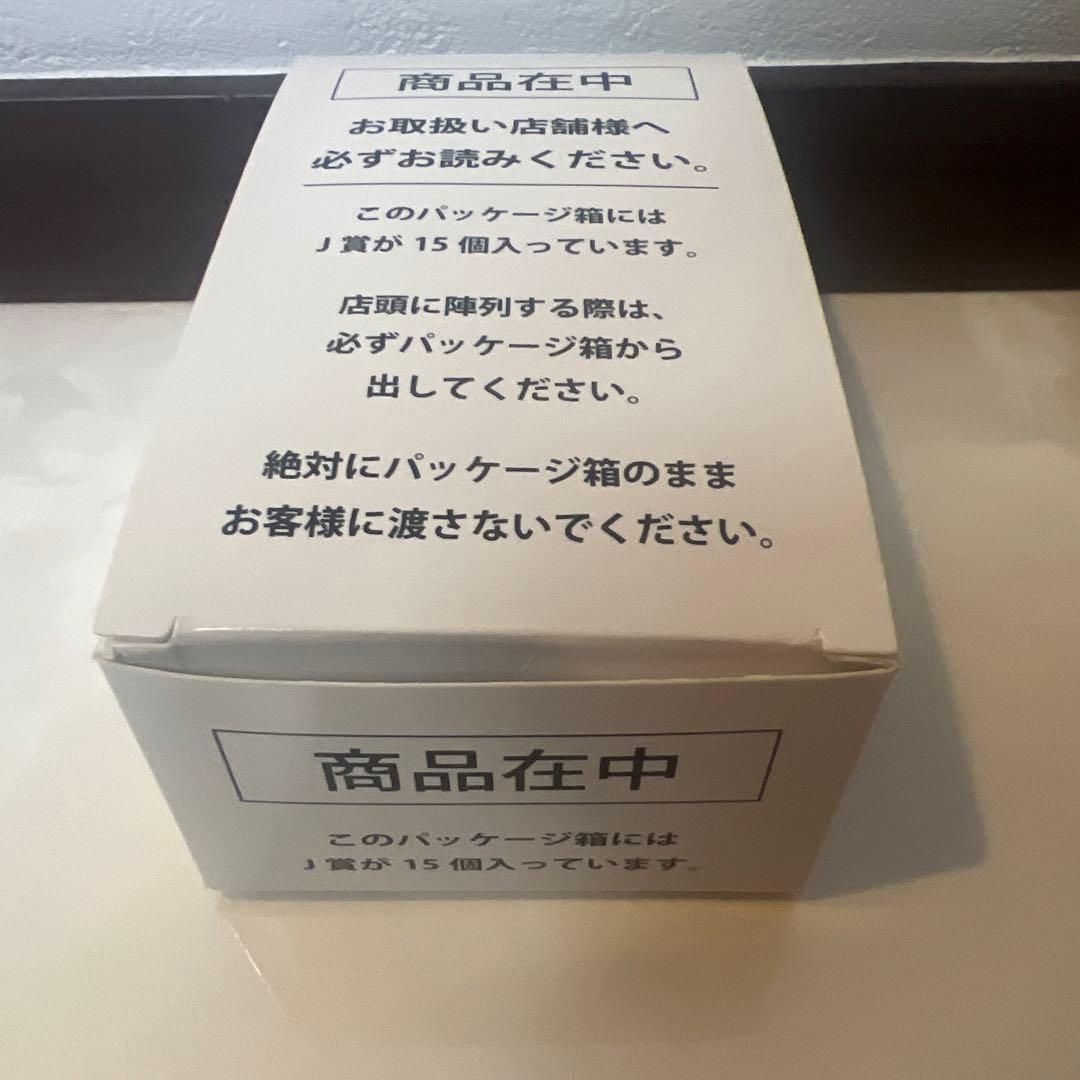 商品在中
お取扱い店舗様へ
必ずお読みください。
このパッケージ箱には
J 賞が 15 個入っています。
店頭に陣列する際は、
必ずパッケージ箱から
出してください。
絶対にパッケージ箱のまま
お客様に渡さないでください。
商品在中
このパッケージ箱には
J 賞が 15 個入っています。